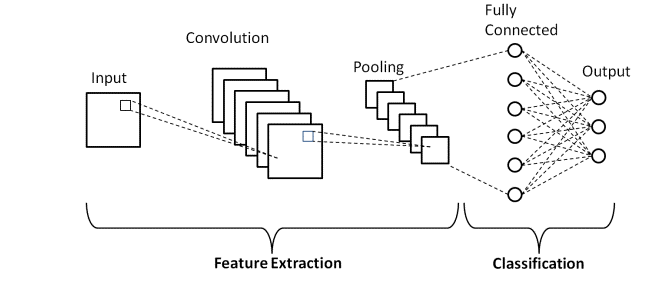 Fully
Connected
Convolution
Pooling
Output
Input
Feature Extraction
Classification